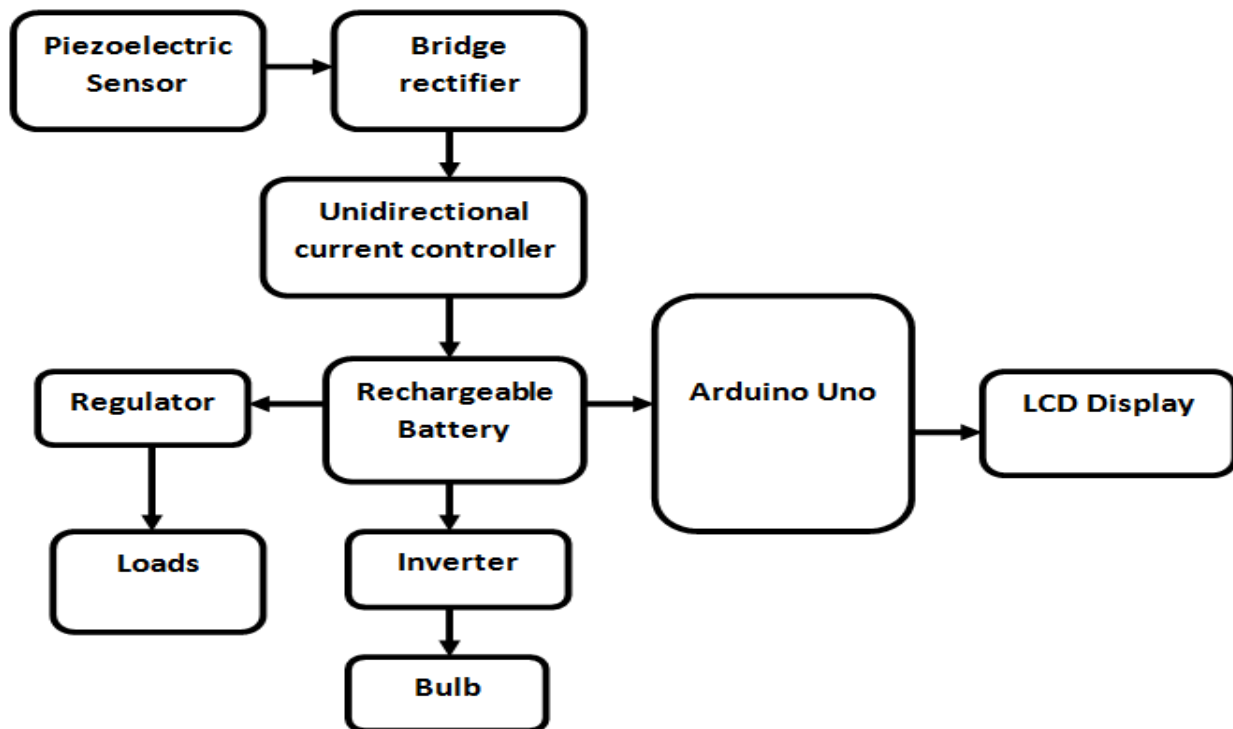 Piezoelectric
Sensor
Bridge
rectifier
Unidirectional
current controller
Regulator
Rechargeable
Battery
Arduino Uno
LCD Display
Loads
Inverter
Bulb